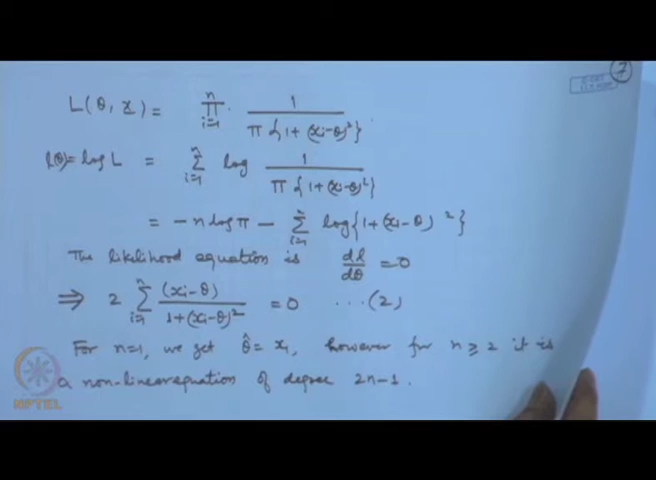 7
L(θ, x) = ∏_{i=1}^{n} 1 / π{1+(xi-θ)²}
l(θ) = log L = Σ_{i=1}^{n} log 1 / π{1+(xi-θ)²}
= -n log π - Σ_{i=1}^{n} log{1+(xi-θ)²}
The likelihood equation is dl/dθ = 0
⇒ 2 Σ_{i=1}^{n} (xi-θ) / 1+(xi-θ)² = 0 ...(2)
For n=1, we get θ̂ = x₁, however for n ≥ 2 it is
a non-linear equation of degree 2n-1.
NPTEL